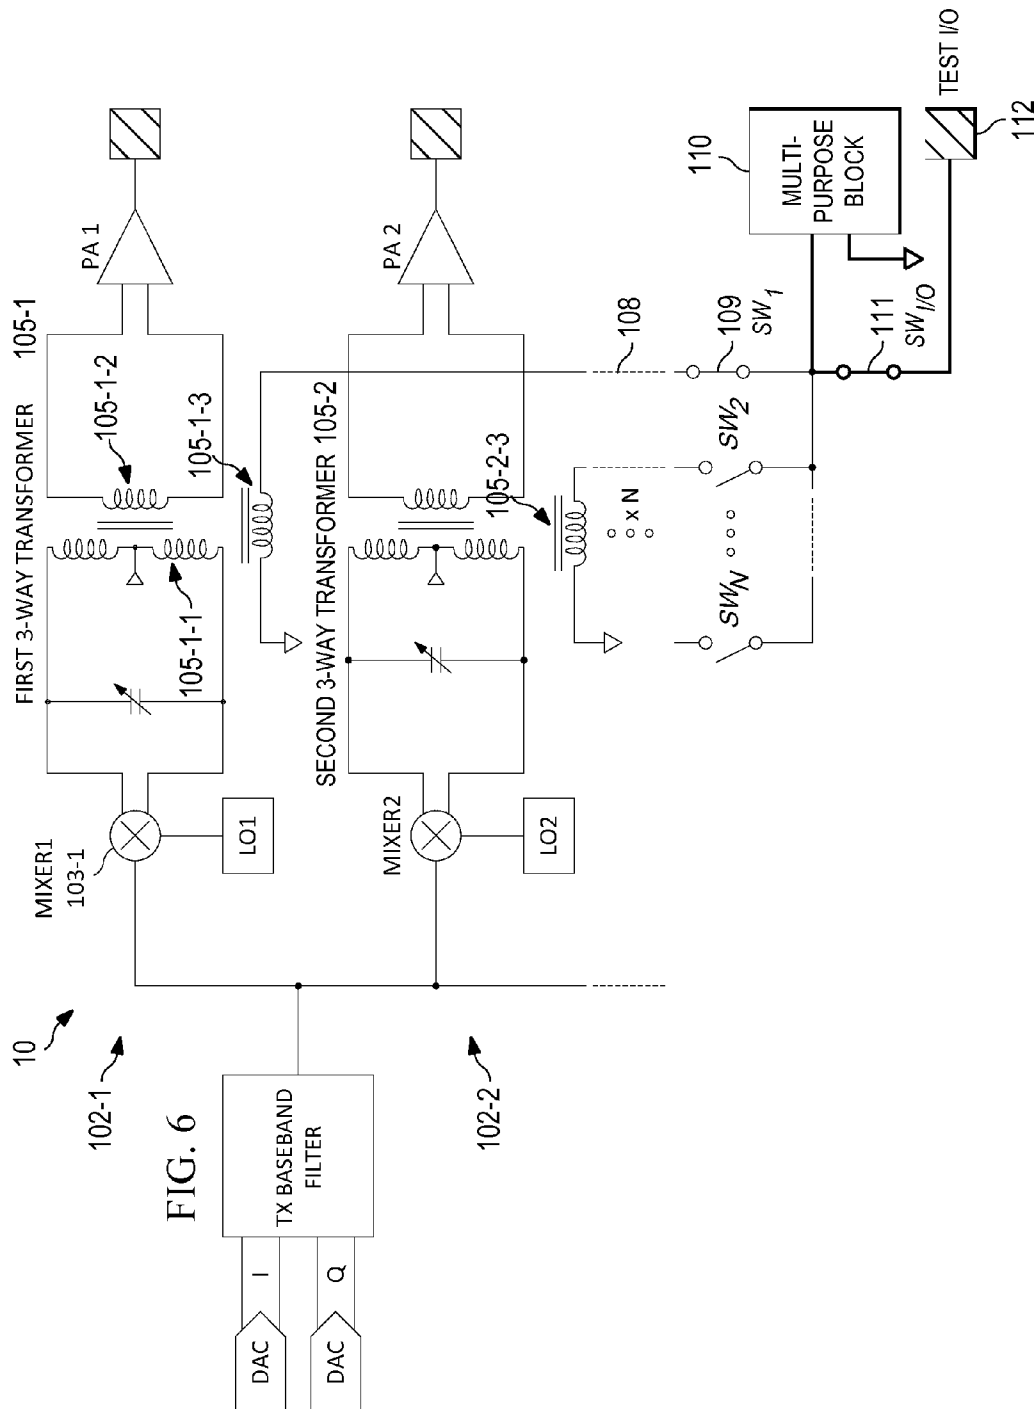 FIG. 6
10
102-1
102-2
DAC
DAC
I
Q
TX BASEBAND
FILTER
MIXER1
103-1
LO1
MIXER2
LO2
FIRST 3-WAY TRANSFORMER 105-1
105-1-1
105-1-2
105-1-3
PA 1
SECOND 3-WAY TRANSFORMER 105-2
105-2-3
PA 2
x N
108
109
SW1
SW2
SWN
110
MULTI-
PURPOSE
BLOCK
111
SWI/O
TEST I/O
112